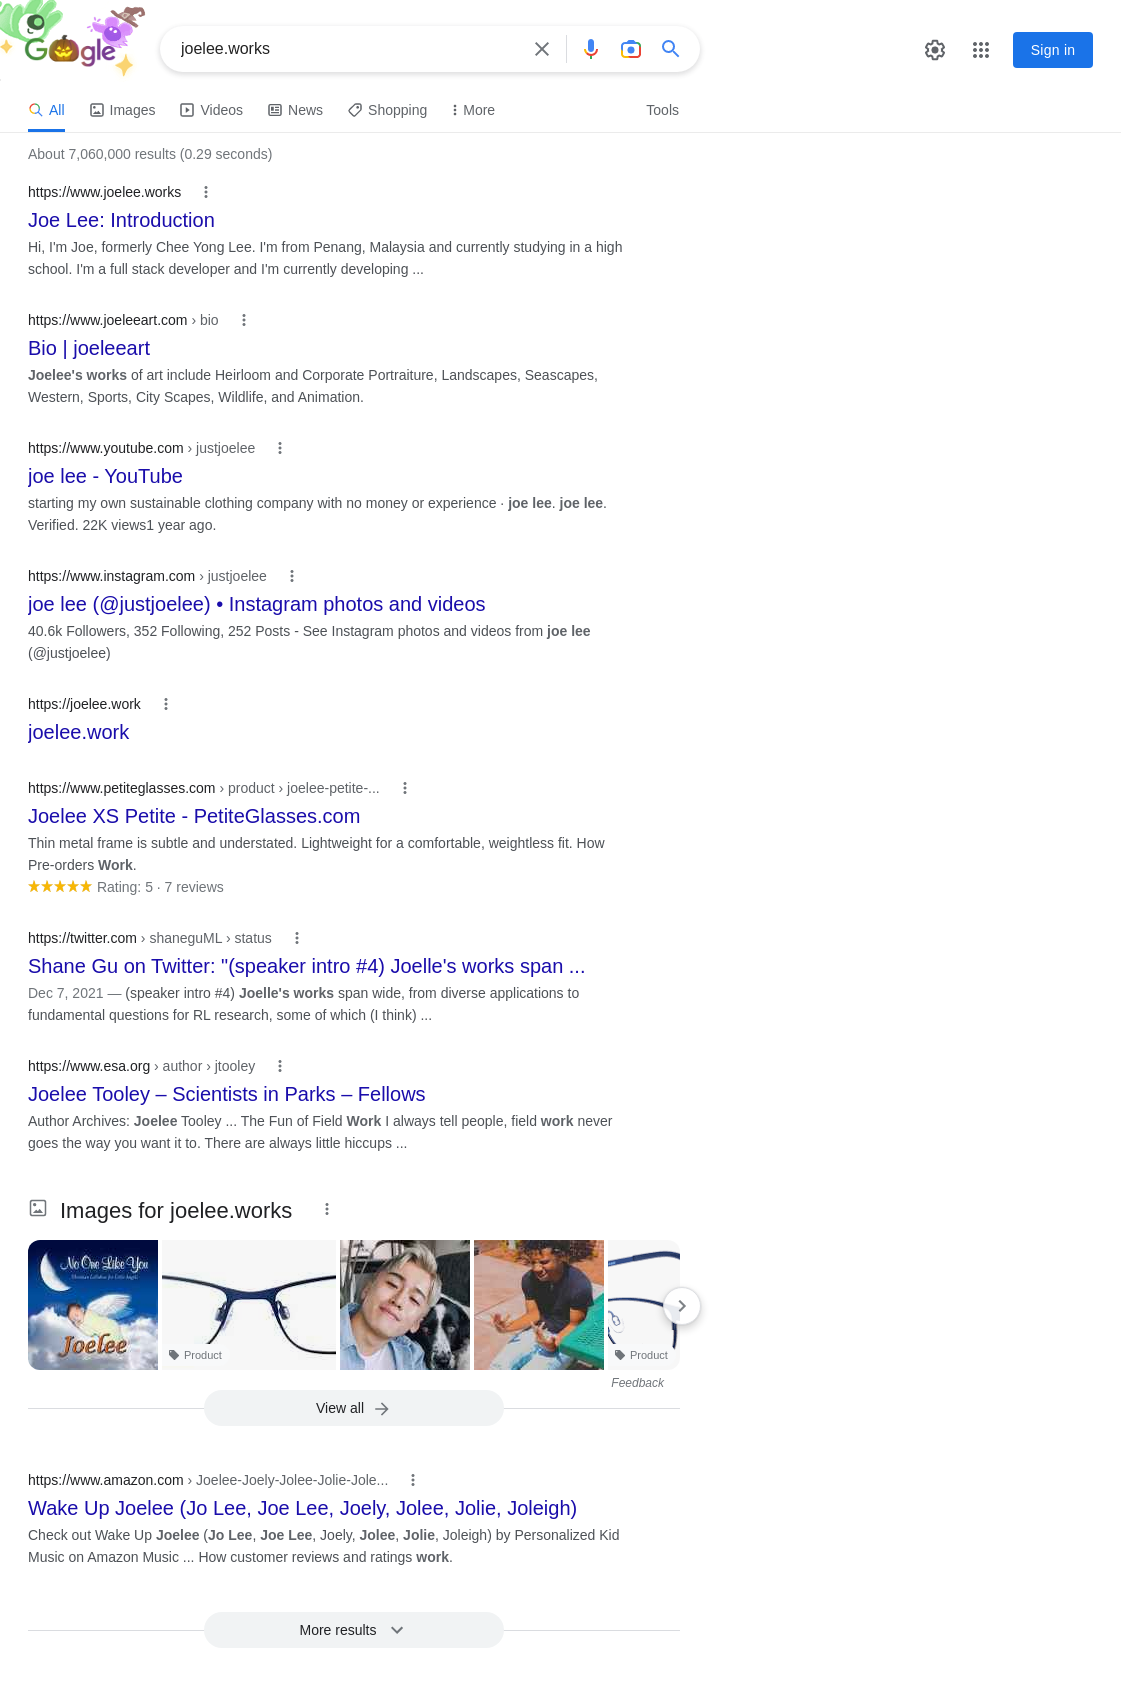 Google
joelee.works
Sign in
All Images Videos News Shopping More Tools
About 7,060,000 results (0.29 seconds)
https://www.joelee.works
Joe Lee: Introduction
Hi, I'm Joe, formerly Chee Yong Lee. I'm from Penang, Malaysia and currently studying in a high
school. I'm a full stack developer and I'm currently developing ...
https://www.joeleeart.com › bio
Bio | joeleeart
Joelee's works of art include Heirloom and Corporate Portraiture, Landscapes, Seascapes,
Western, Sports, City Scapes, Wildlife, and Animation.
https://www.youtube.com › justjoelee
joe lee - YouTube
starting my own sustainable clothing company with no money or experience · joe lee. joe lee.
Verified. 22K views1 year ago.
https://www.instagram.com › justjoelee
joe lee (@justjoelee) • Instagram photos and videos
40.6k Followers, 352 Following, 252 Posts - See Instagram photos and videos from joe lee
(@justjoelee)
https://joelee.work
joelee.work
https://www.petiteglasses.com › product › joelee-petite-...
Joelee XS Petite - PetiteGlasses.com
Thin metal frame is subtle and understated. Lightweight for a comfortable, weightless fit. How
Pre-orders Work.
Rating: 5 · 7 reviews
https://twitter.com › shaneguML › status
Shane Gu on Twitter: "(speaker intro #4) Joelle's works span ...
Dec 7, 2021 — (speaker intro #4) Joelle's works span wide, from diverse applications to
fundamental questions for RL research, some of which (I think) ...
https://www.esa.org › author › jtooley
Joelee Tooley – Scientists in Parks – Fellows
Author Archives: Joelee Tooley ... The Fun of Field Work I always tell people, field work never
goes the way you want it to. There are always little hiccups ...
Images for joelee.works
No One Like You
Christian Lullabies for Little Angels
Joelee
Product
Product
Feedback
View all
https://www.amazon.com › Joelee-Joely-Jolee-Jolie-Jole...
Wake Up Joelee (Jo Lee, Joe Lee, Joely, Jolee, Jolie, Joleigh)
Check out Wake Up Joelee (Jo Lee, Joe Lee, Joely, Jolee, Jolie, Joleigh) by Personalized Kid
Music on Amazon Music ... How customer reviews and ratings work.
More results